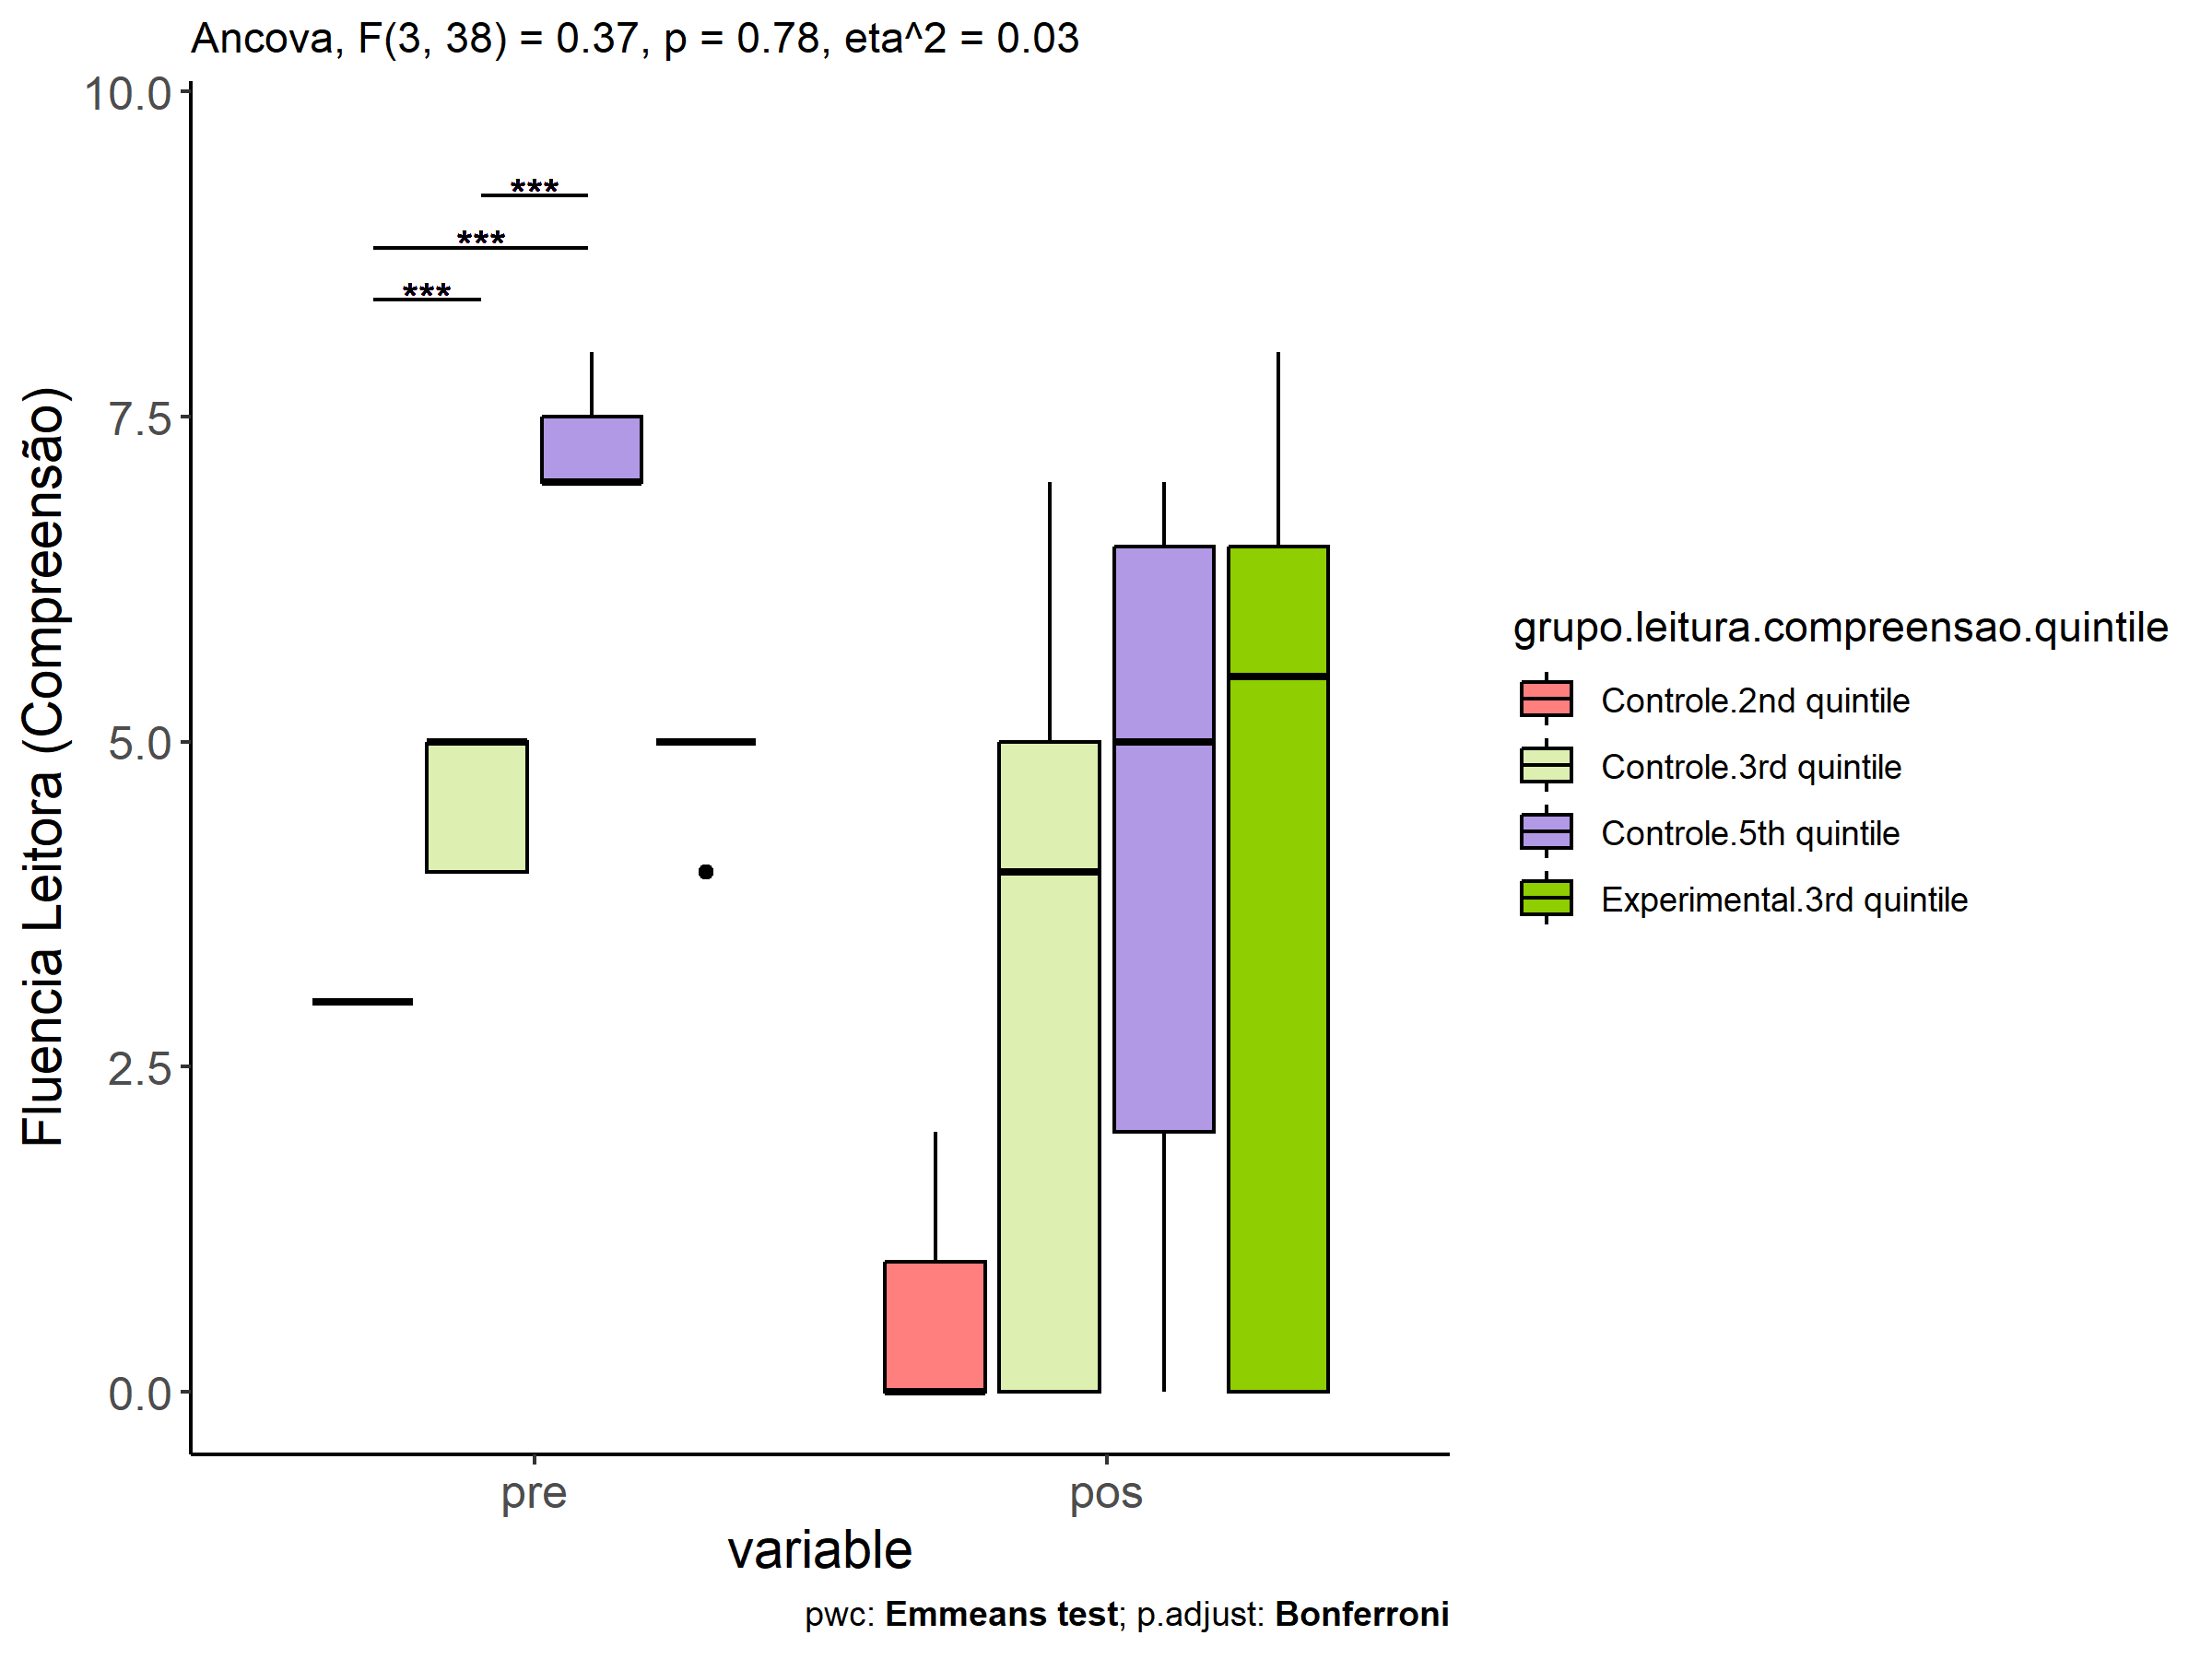 Ancova, F(3, 38) = 0.37, p = 0.78, eta^2 = 0.03
Fluencia Leitora (Compreensão)
10.0
7.5
5.0
2.5
0.0
***
***
***
pre
pos
variable
grupo.leitura.compreensao.quintile
Controle.2nd quintile
Controle.3rd quintile
Controle.5th quintile
Experimental.3rd quintile
pwc: Emmeans test; p.adjust: Bonferroni